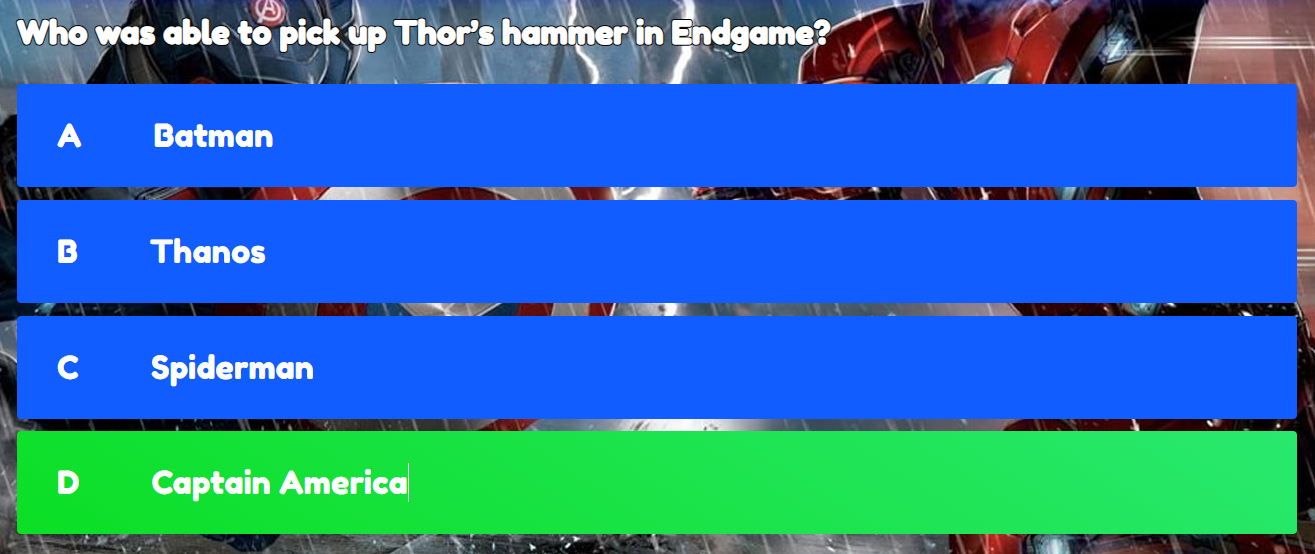 Who was able to pick up Thor’s hammer in Endgame?
A Batman
B Thanos
C Spiderman
D Captain America